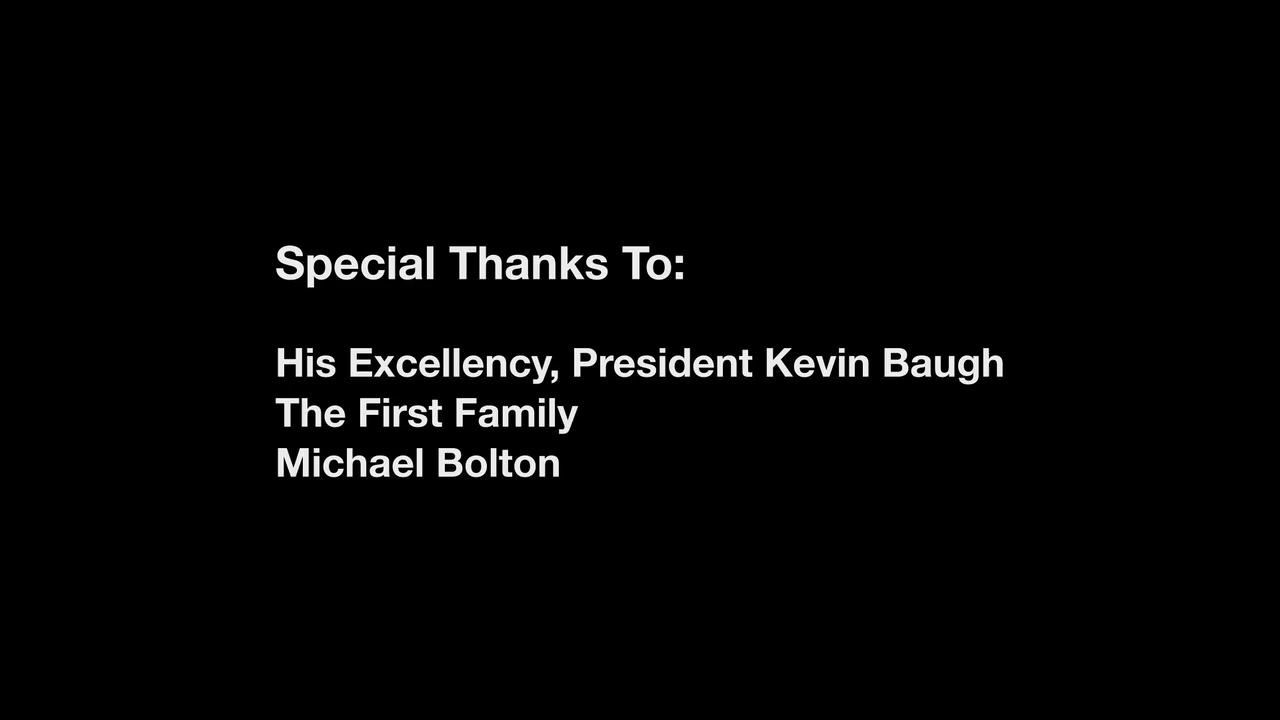 Special Thanks To:
His Excellency, President Kevin Baugh
The First Family
Michael Bolton